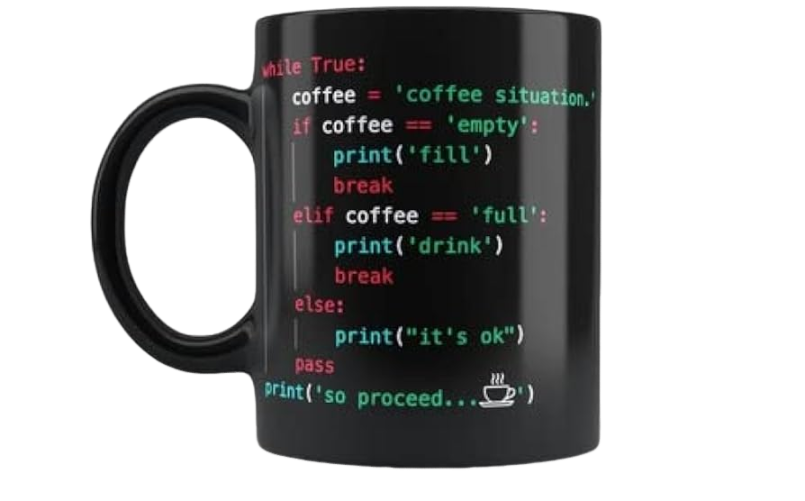 while True:
coffee = 'coffee situation.'
if coffee == 'empty':
print('fill')
break
elif coffee == 'full':
print('drink')
break
else:
print("it's ok")
pass
print('so proceed...☕')